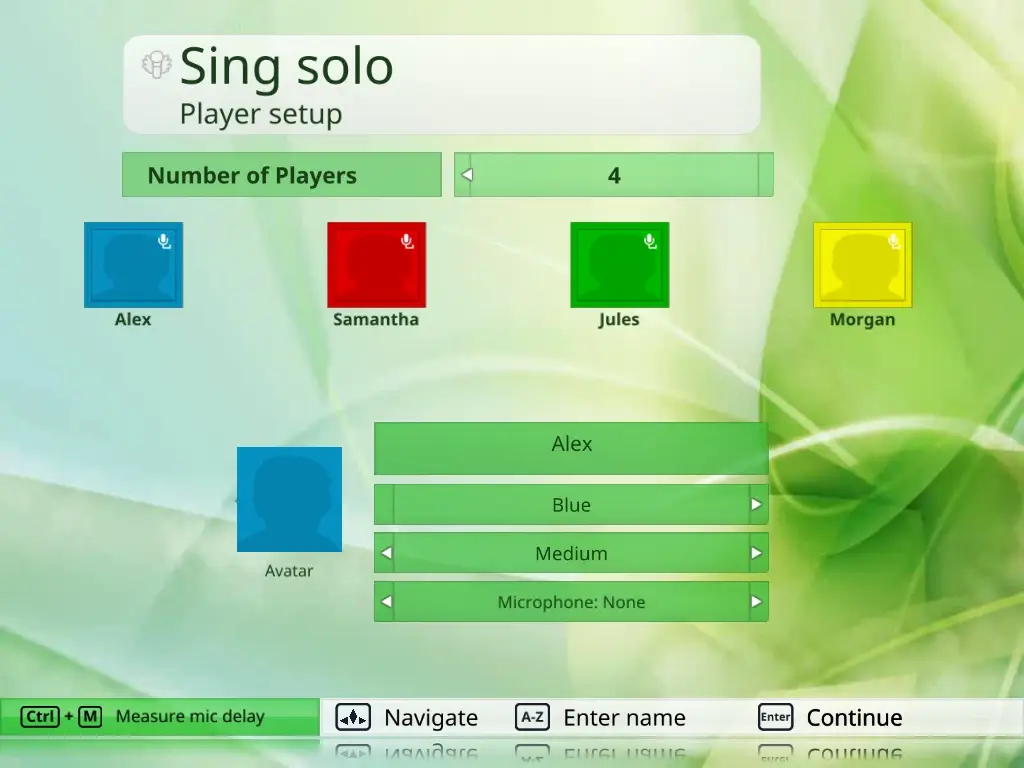 Sing solo
Player setup
Number of Players 4
Alex Samantha Jules Morgan
Alex
Blue
Medium
Avatar
Microphone: None
Ctrl + M Measure mic delay Navigate A-Z Enter name Enter Continue